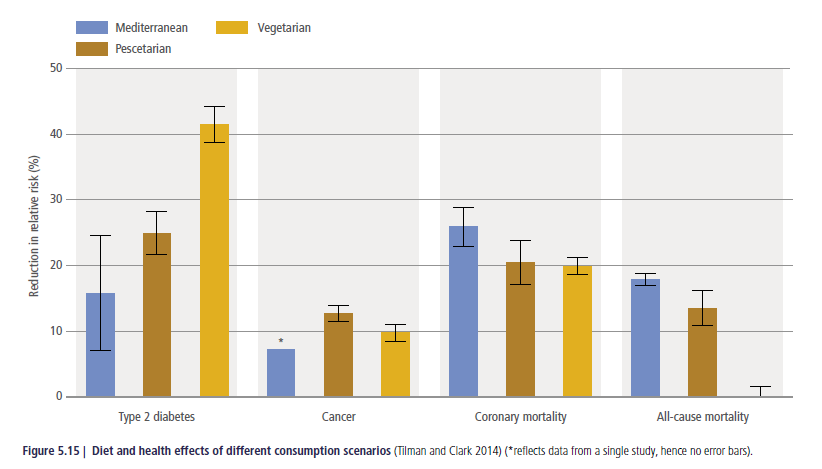 Mediterranean
Vegetarian
Pescetarian
50
40
30
20
10
0
Reduction in relative risk (%)
*
Type 2 diabetes
Cancer
Coronary mortality
All-cause mortality
Figure 5.15 | Diet and health effects of different consumption scenarios (Tilman and Clark 2014) (*reflects data from a single study, hence no error bars).